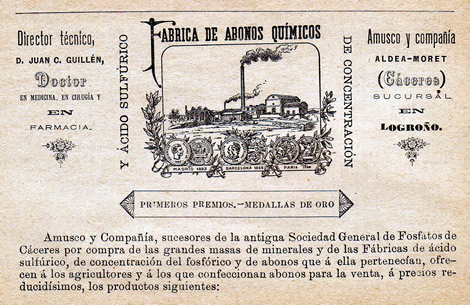 FABRICA DE ABONOS QUÍMICOS
Y ÁCIDO SULFÚRICO
DE CONCENTRACIÓN
Director técnico,
D. JUAN C. GUILLÉN,
Doctor
EN MEDICINA, EN CIRUGÍA Y
EN
FARMACIA.
Amusco y compañía
ALDEA-MORET
(Cáceres)
SUCURSAL
EN
LOGROÑO.
MADRID 1883
BARCELONA 1888
PARIS
PRIMEROS PREMIOS.—MEDALLAS DE ORO
Amusco y Compañía, sucesores de la antigua Sociedad General de Fosfatos de
Cáceres por compra de las grandes masas de minerales y de las Fábricas de ácido
sulfúrico, de concentración del fosfórico y de abonos que á ella pertenecían, ofre-
cen á los agricultores y á los que confeccionan abonos para la venta, á precios re-
ducidísimos, los productos siguientes: